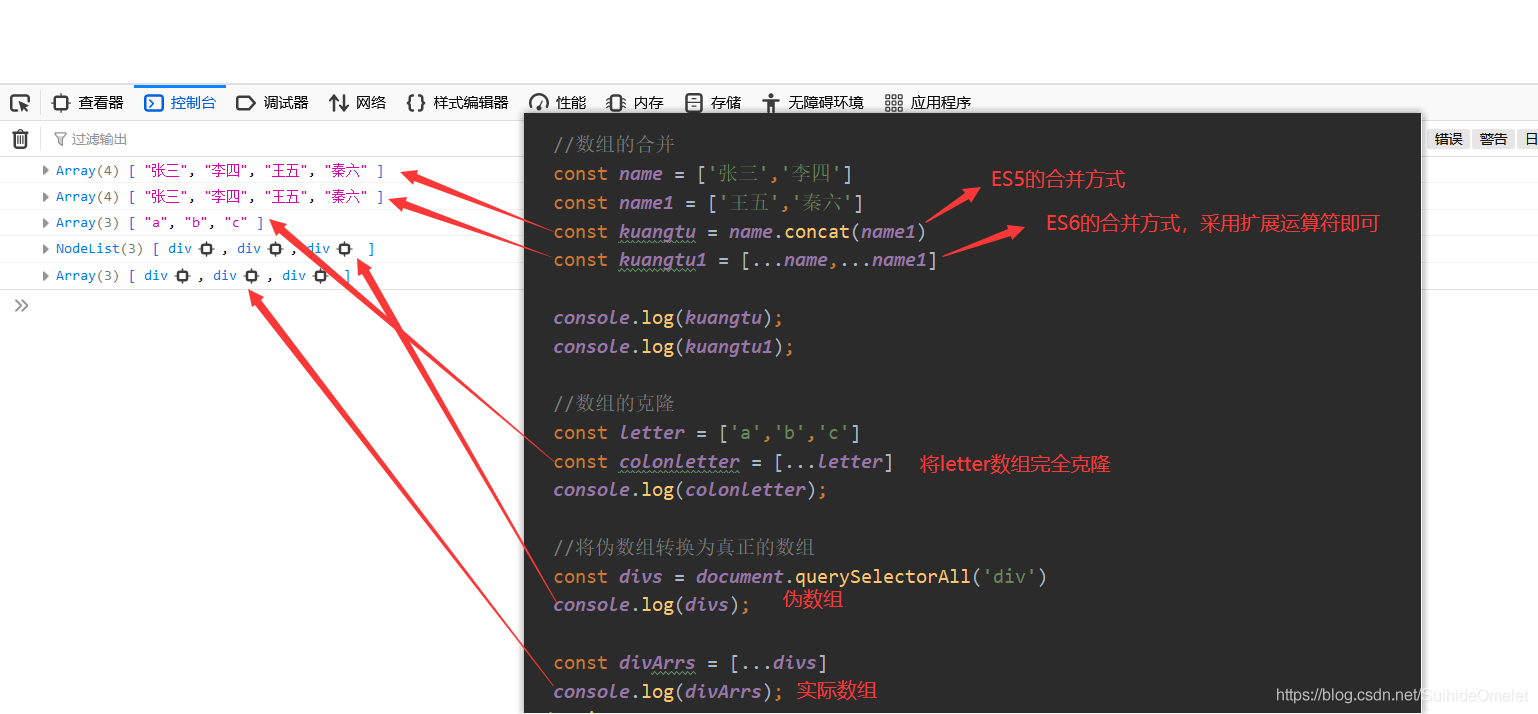 查看器 控制台 调试器 网络 样式编辑器 性能 内存 存储 无障碍环境 应用程序
过滤输出
错误 警告 日
Array(4) [ "张三", "李四", "王五", "秦六" ]
Array(4) [ "张三", "李四", "王五", "秦六" ]
Array(3) [ "a", "b", "c" ]
NodeList(3) [ div , div , div ]
Array(3) [ div , div , div ]
//数组的合并
const name = ['张三','李四']
const name1 = ['王五','秦六']
const kuangtu = name.concat(name1)
const kuangtu1 = [...name,...name1]
ES5的合并方式
ES6的合并方式，采用扩展运算符即可
console.log(kuangtu);
console.log(kuangtu1);
//数组的克隆
const letter = ['a','b','c']
const colonletter = [...letter]
将letter数组完全克隆
console.log(colonletter);
//将伪数组转换为真正的数组
const divs = document.querySelectorAll('div')
console.log(divs);
伪数组
const divArrs = [...divs]
console.log(divArrs);
实际数组
https://blog.csdn.net/SuihideOmelet